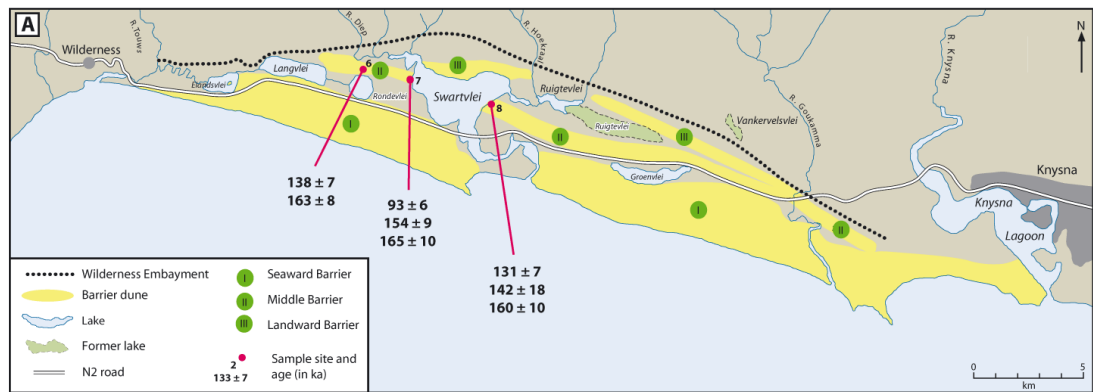 A
N
Wilderness
R.Touws
R. Diep
R. Hoekraal
R. Goukamma
R. Knysna
Elandsvlei
Langvlei
6
II
7
III
Rondevlei
Swartvlei
Ruigtevlei
8
Ruigtevlei
Vankervelsvlei
I
II
III
Groenvlei
I
II
Knysna
Knysna
Lagoon
138 ± 7
163 ± 8
93 ± 6
154 ± 9
165 ± 10
131 ± 7
142 ± 18
160 ± 10
Wilderness Embayment
I Seaward Barrier
Barrier dune
II Middle Barrier
Lake
III Landward Barrier
Former lake
N2 road
2
133 ± 7
Sample site and
age (in ka)
0 5
km